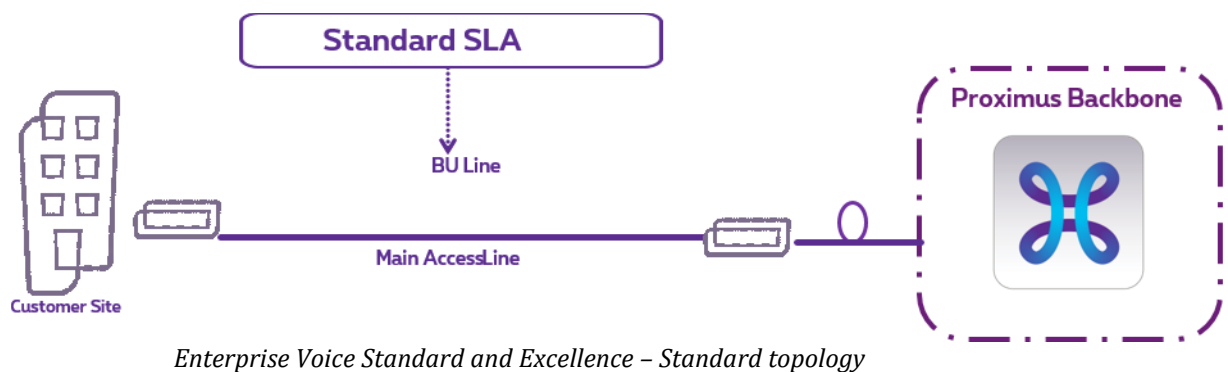 Standard SLA
Proximus Backbone
BU Line
Main AccessLine
Customer Site
Enterprise Voice Standard and Excellence – Standard topology